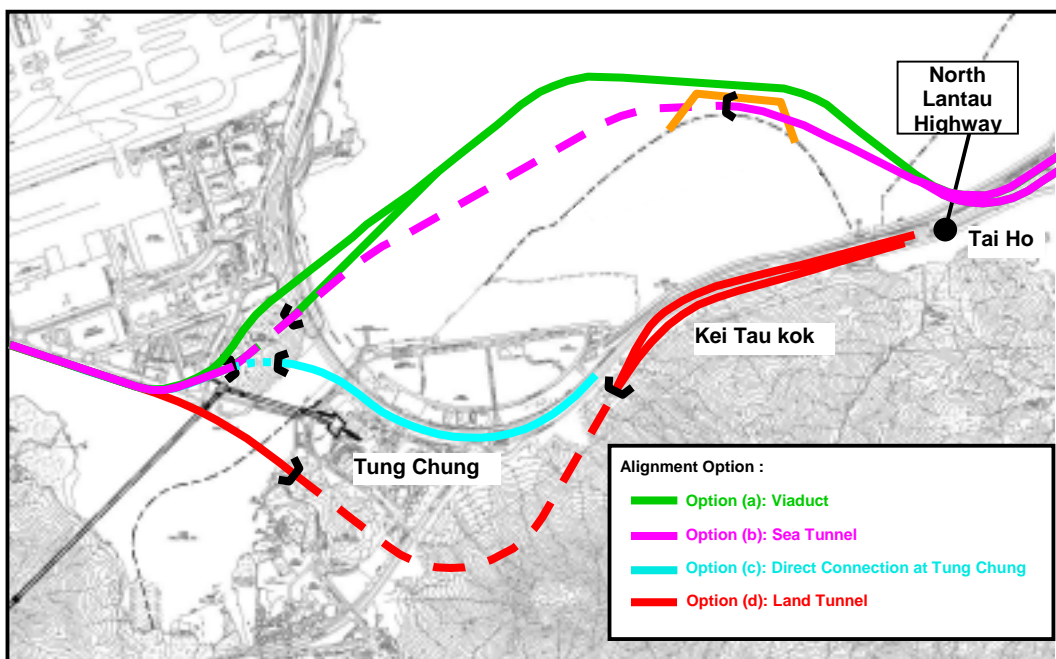 North
Lantau
Highway
Tai Ho
Kei Tau kok
Tung Chung
Alignment Option :
Option (a): Viaduct
Option (b): Sea Tunnel
Option (c): Direct Connection at Tung Chung
Option (d): Land Tunnel